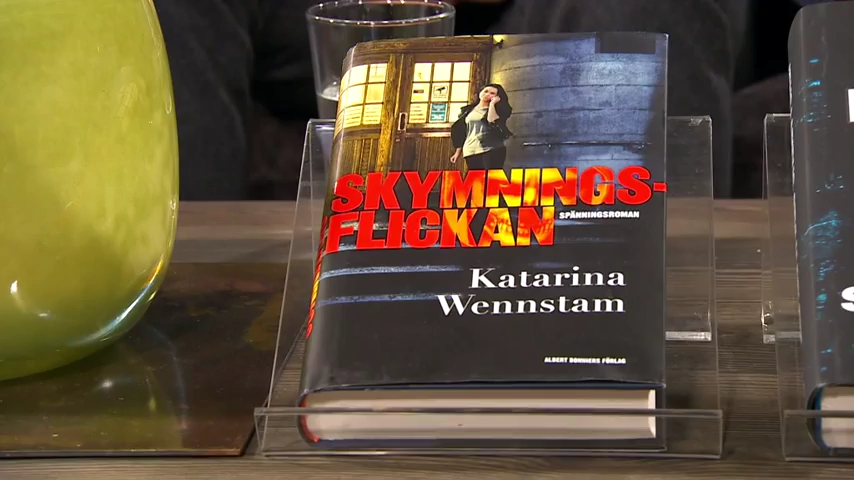 SKYMNINGS-
FLICKAN
SPÄNNINGSROMAN
Katarina
Wennstam
ALBERT BONNIERS FÖRLAG